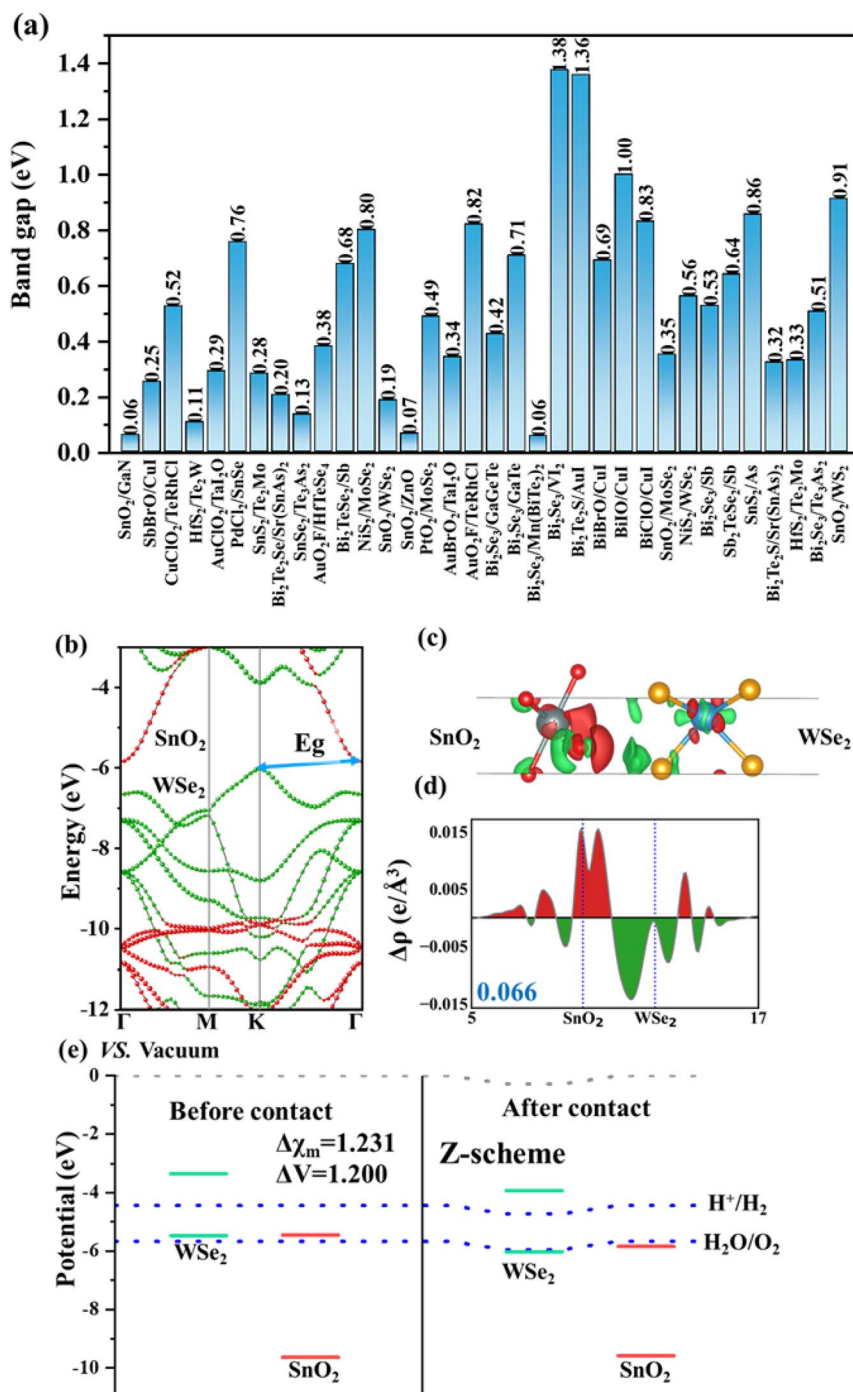 (a)
Band gap (eV)
1.4
1.2
1.0
0.8
0.6
0.4
0.2
0.0
0.06
0.25
0.52
0.11
0.29
0.76
0.28
0.20
0.13
0.38
0.68
0.80
0.19
0.07
0.49
0.34
0.82
0.42
0.71
0.06
1.38
1.36
0.69
1.00
0.83
0.35
0.56
0.53
0.64
0.86
0.32
0.33
0.51
0.91
SnO₂/GaN
SbBrO/CuI
CuClO₂/TeRhCl
HfS₂/Te₂W
AuClO₂/TaI₂O
PdCl₂/SnSe
SnS₂/Te₂Mo
Bi₂Te₂Se/Sr(SnAs)₂
SnSe₂/Te₃As₂
AuO₂F/HfTeSe₄
Bi₂TeSe₂/Sb
NiS₂/MoSe₂
SnO₂/WSe₂
SnO₂/ZnO
PtO₂/MoSe₂
AuBrO₂/TaI₂O
AuO₂F/TeRhCl
Bi₂Se₃/GaGeTe
Bi₂Se₃/GaTe
Bi₂Se₃/Mn(BiTe₂)₂
Bi₂Se₃/VI₂
Bi₂Te₂S/AuI
BiBrO/CuI
BiIO/CuI
BiClO/CuI
SnO₂/MoSe₂
NiS₂/WSe₂
Bi₂Se₃/Sb
Sb₂TeSe₂/Sb
SnS₂/As
Bi₂Te₂S/Sr(SnAs)₂
HfS₂/Te₂Mo
Bi₂Se₃/Te₃As₂
SnO₂/WS₂
(b)
Energy (eV)
-4
-6
-8
-10
-12
SnO₂
WSe₂
Eg
Γ M K Γ
(c)
SnO₂
WSe₂
(d)
Δρ (e/Å³)
0.015
0.005
-0.005
-0.015
0.066
5 SnO₂ WSe₂ 17
(e) VS. Vacuum
Potential (eV)
0
-2
-4
-6
-8
-10
Before contact
Δχₘ=1.231
ΔV=1.200
WSe₂
SnO₂
After contact
Z-scheme
H⁺/H₂
H₂O/O₂
WSe₂
SnO₂